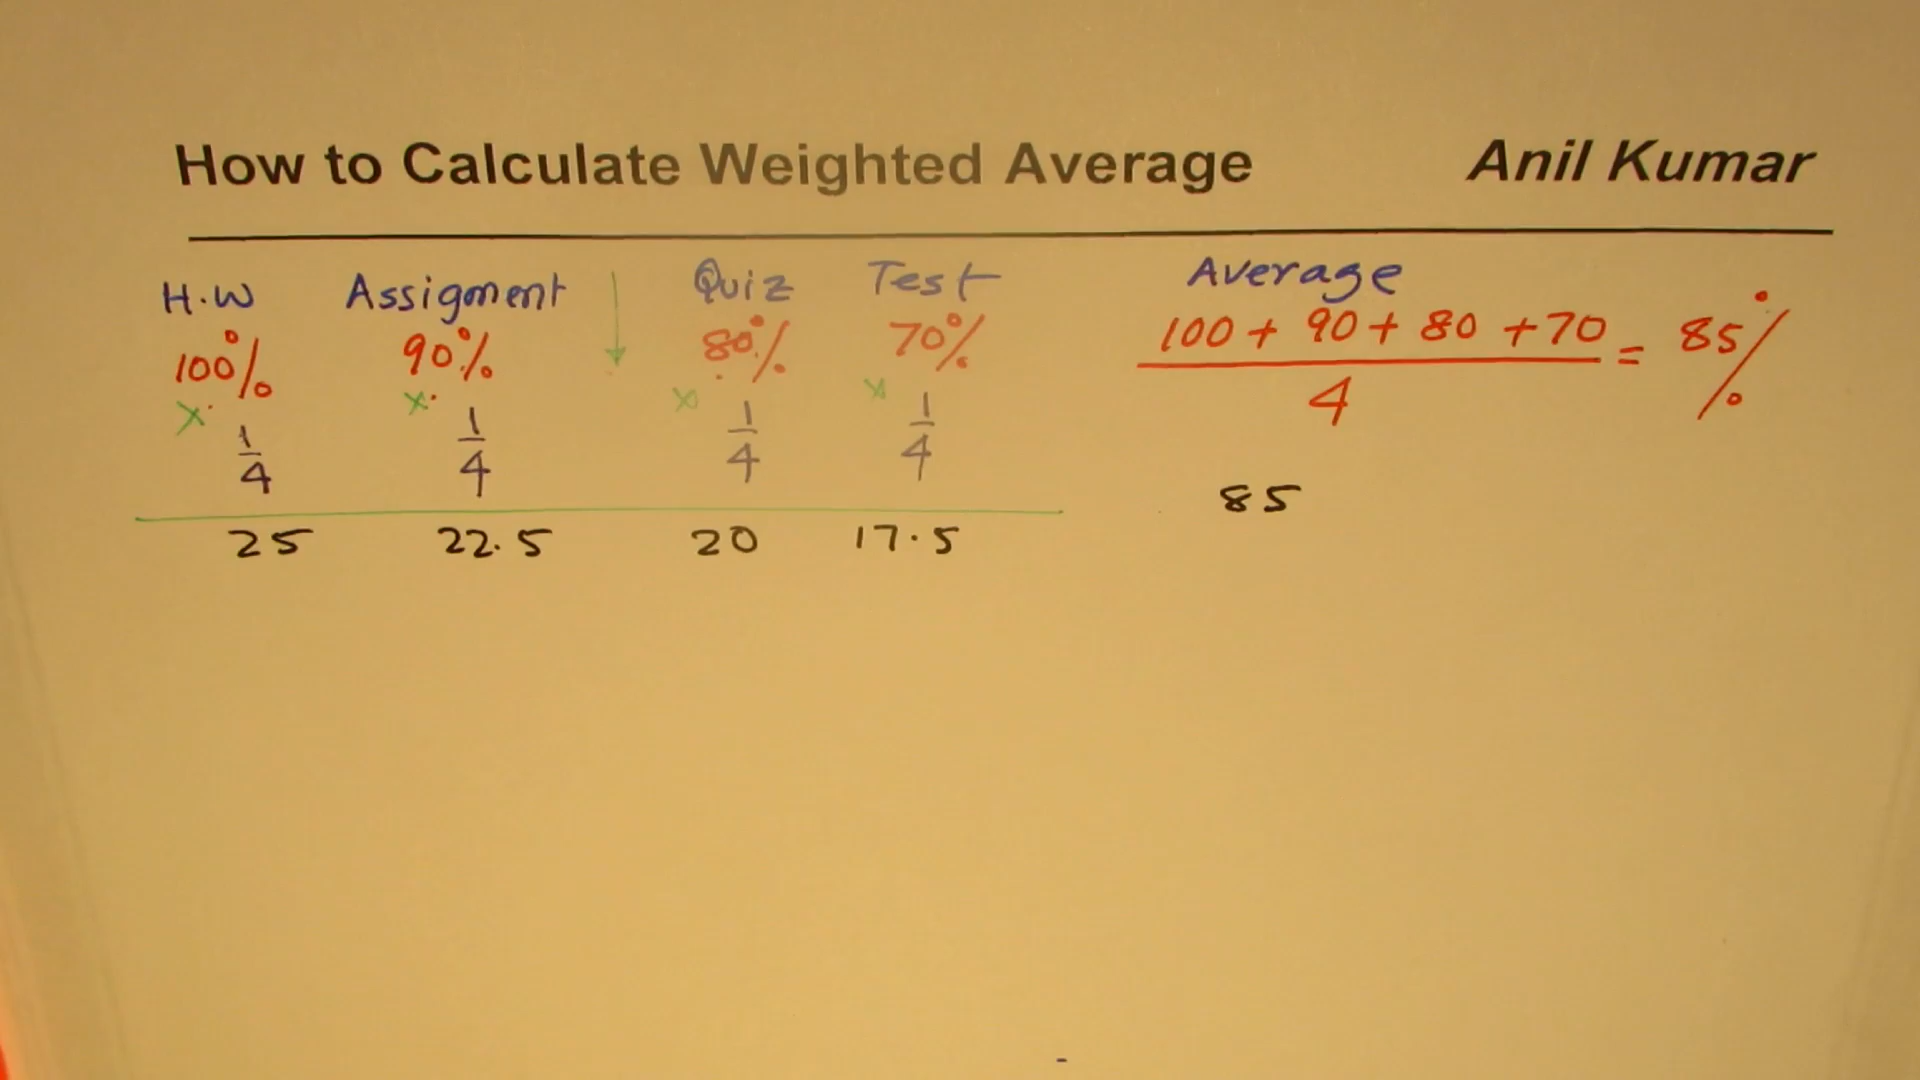 How to Calculate Weighted Average Anil Kumar
H.W Assigment Quiz Test Average
100% 90% 80% 70% 100 + 90 + 80 + 70 / 4 = 85%
× 1/4 × 1/4 × 1/4 × 1/4
25 22.5 20 17.5 85